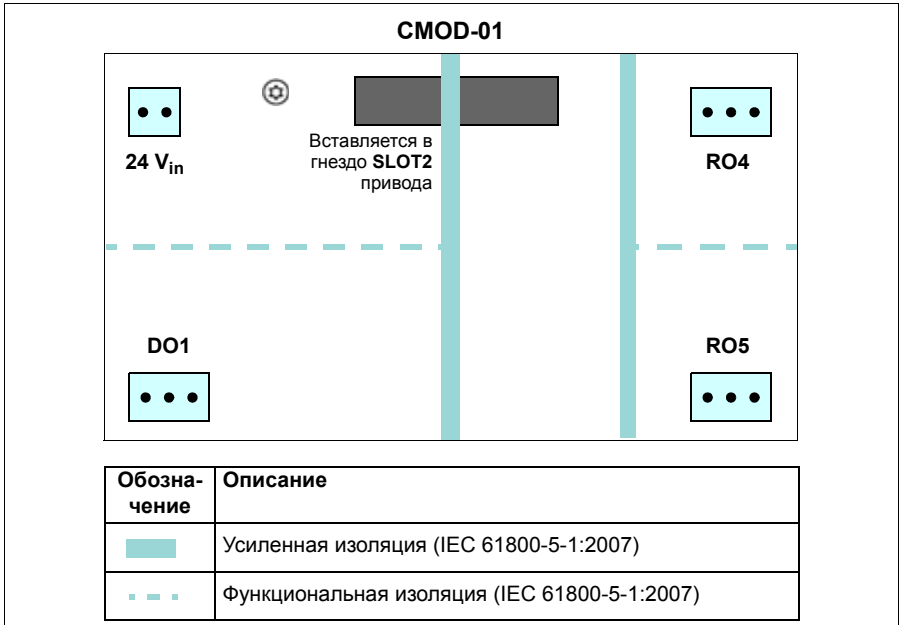 CMOD-01
24 Vin
Вставляется в
гнездо SLOT2
привода
RO4
DO1
RO5
Обозна-
чение
Описание
Усиленная изоляция (IEC 61800-5-1:2007)
Функциональная изоляция (IEC 61800-5-1:2007)